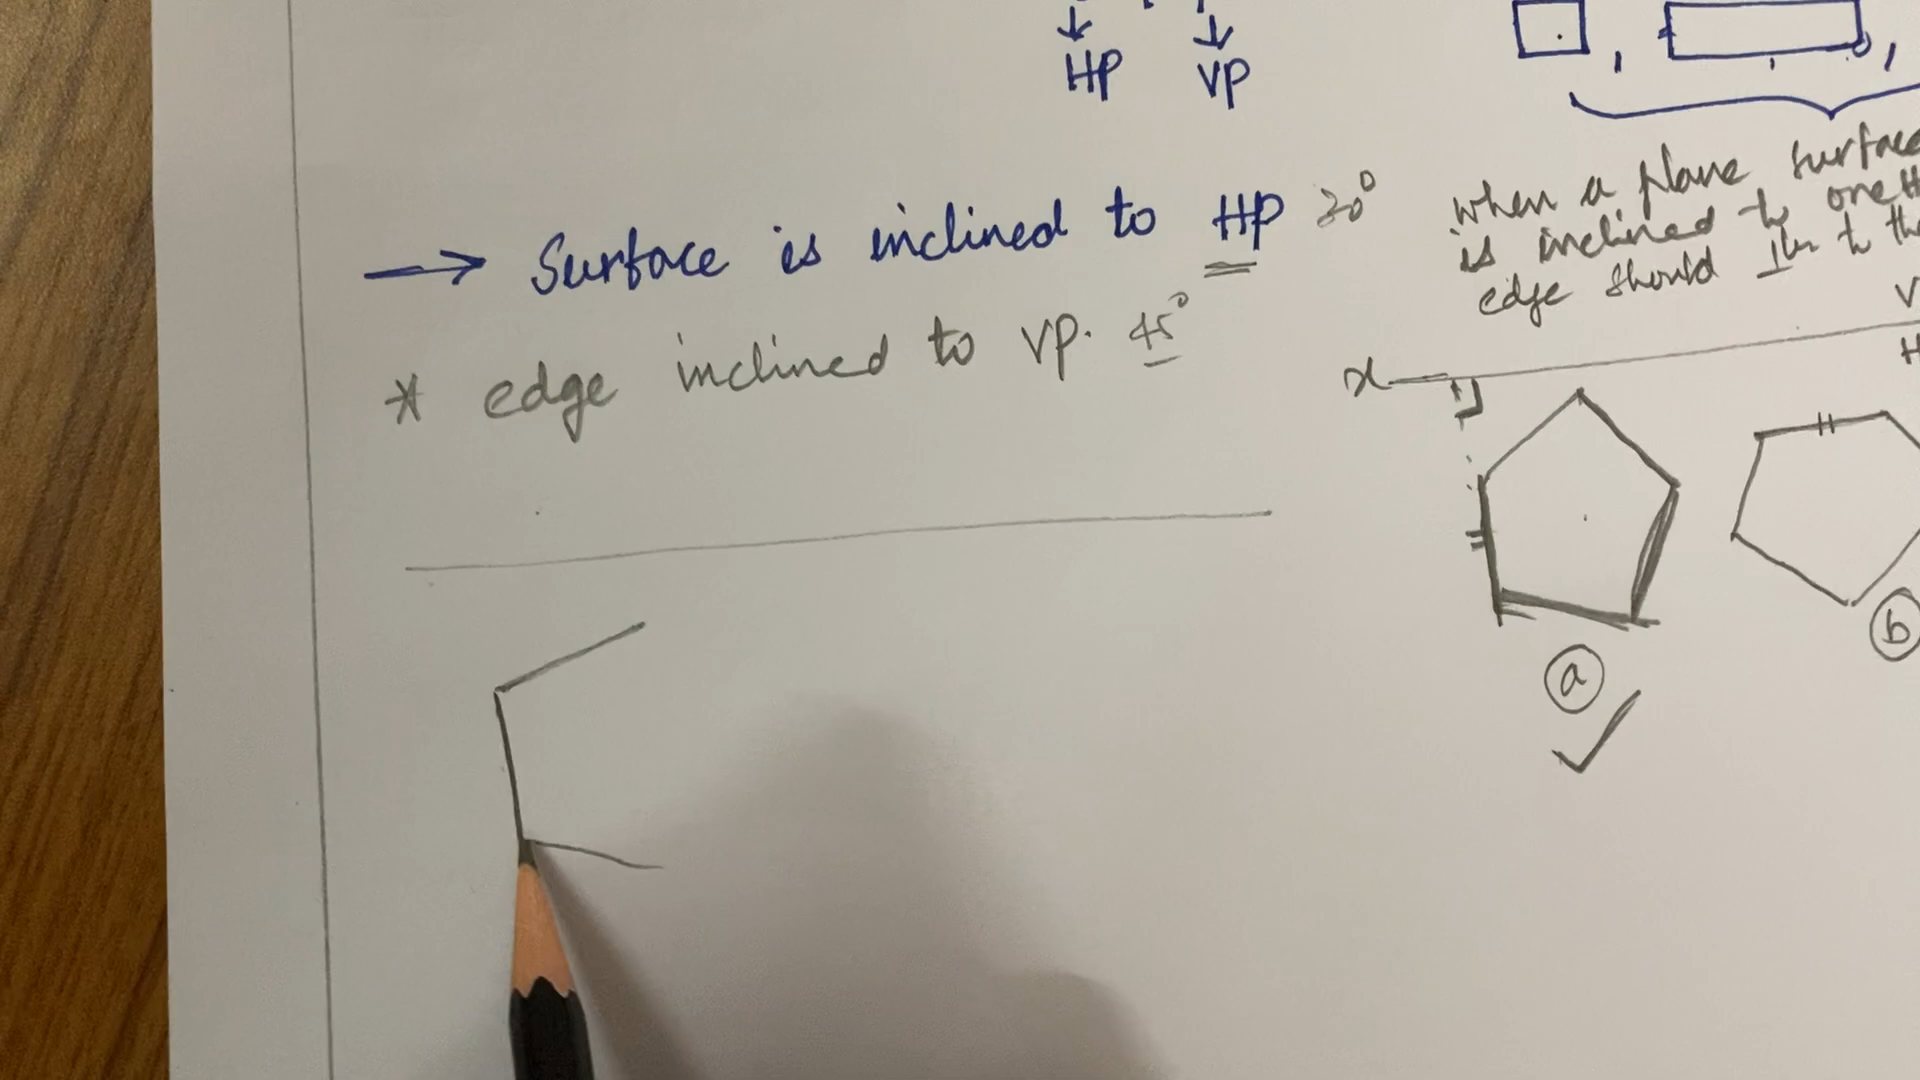 HP VP
→ Surface is inclined to HP 30°
* edge inclined to VP. 45°
when a plane surface
is inclined to one
edge should ⊥ to
x
a
b